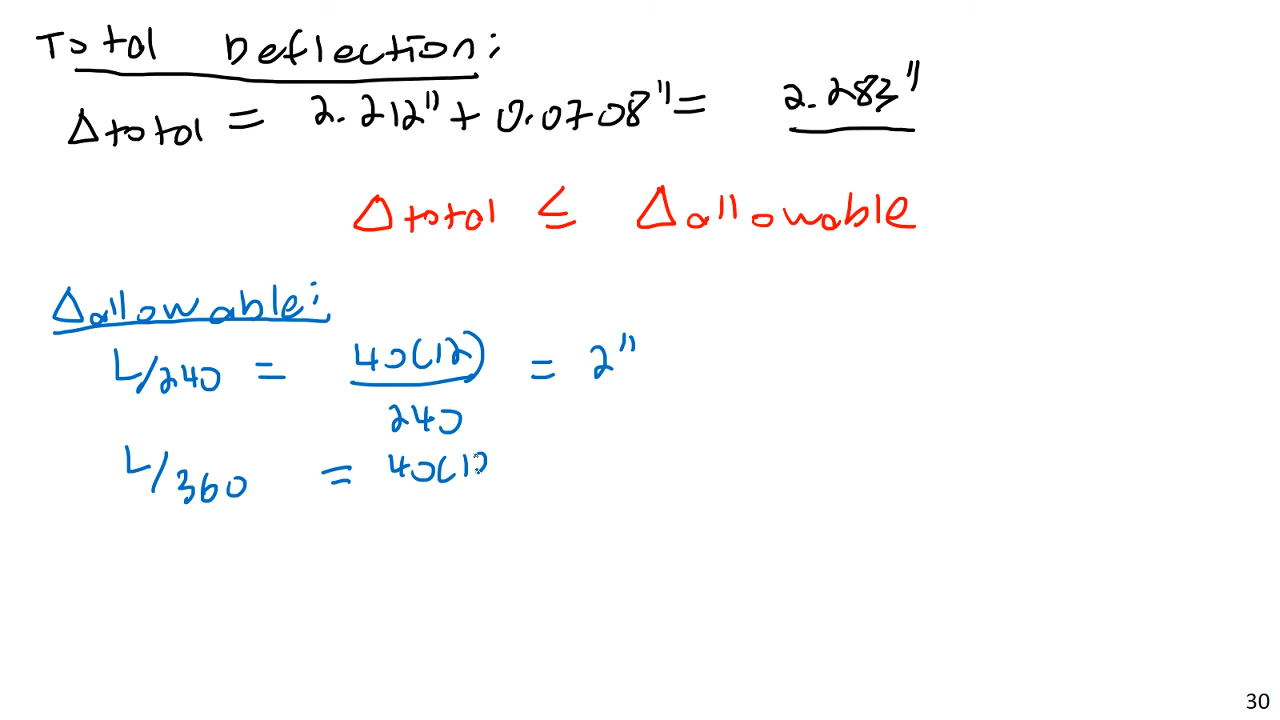 Total Deflection:
Δtotal = 2.212" + 0.0708" = 2.283"
Δtotal ≤ Δallowable
Δallowable:
L/240 = 40(12)/240 = 2"
L/360 = 40(12
30